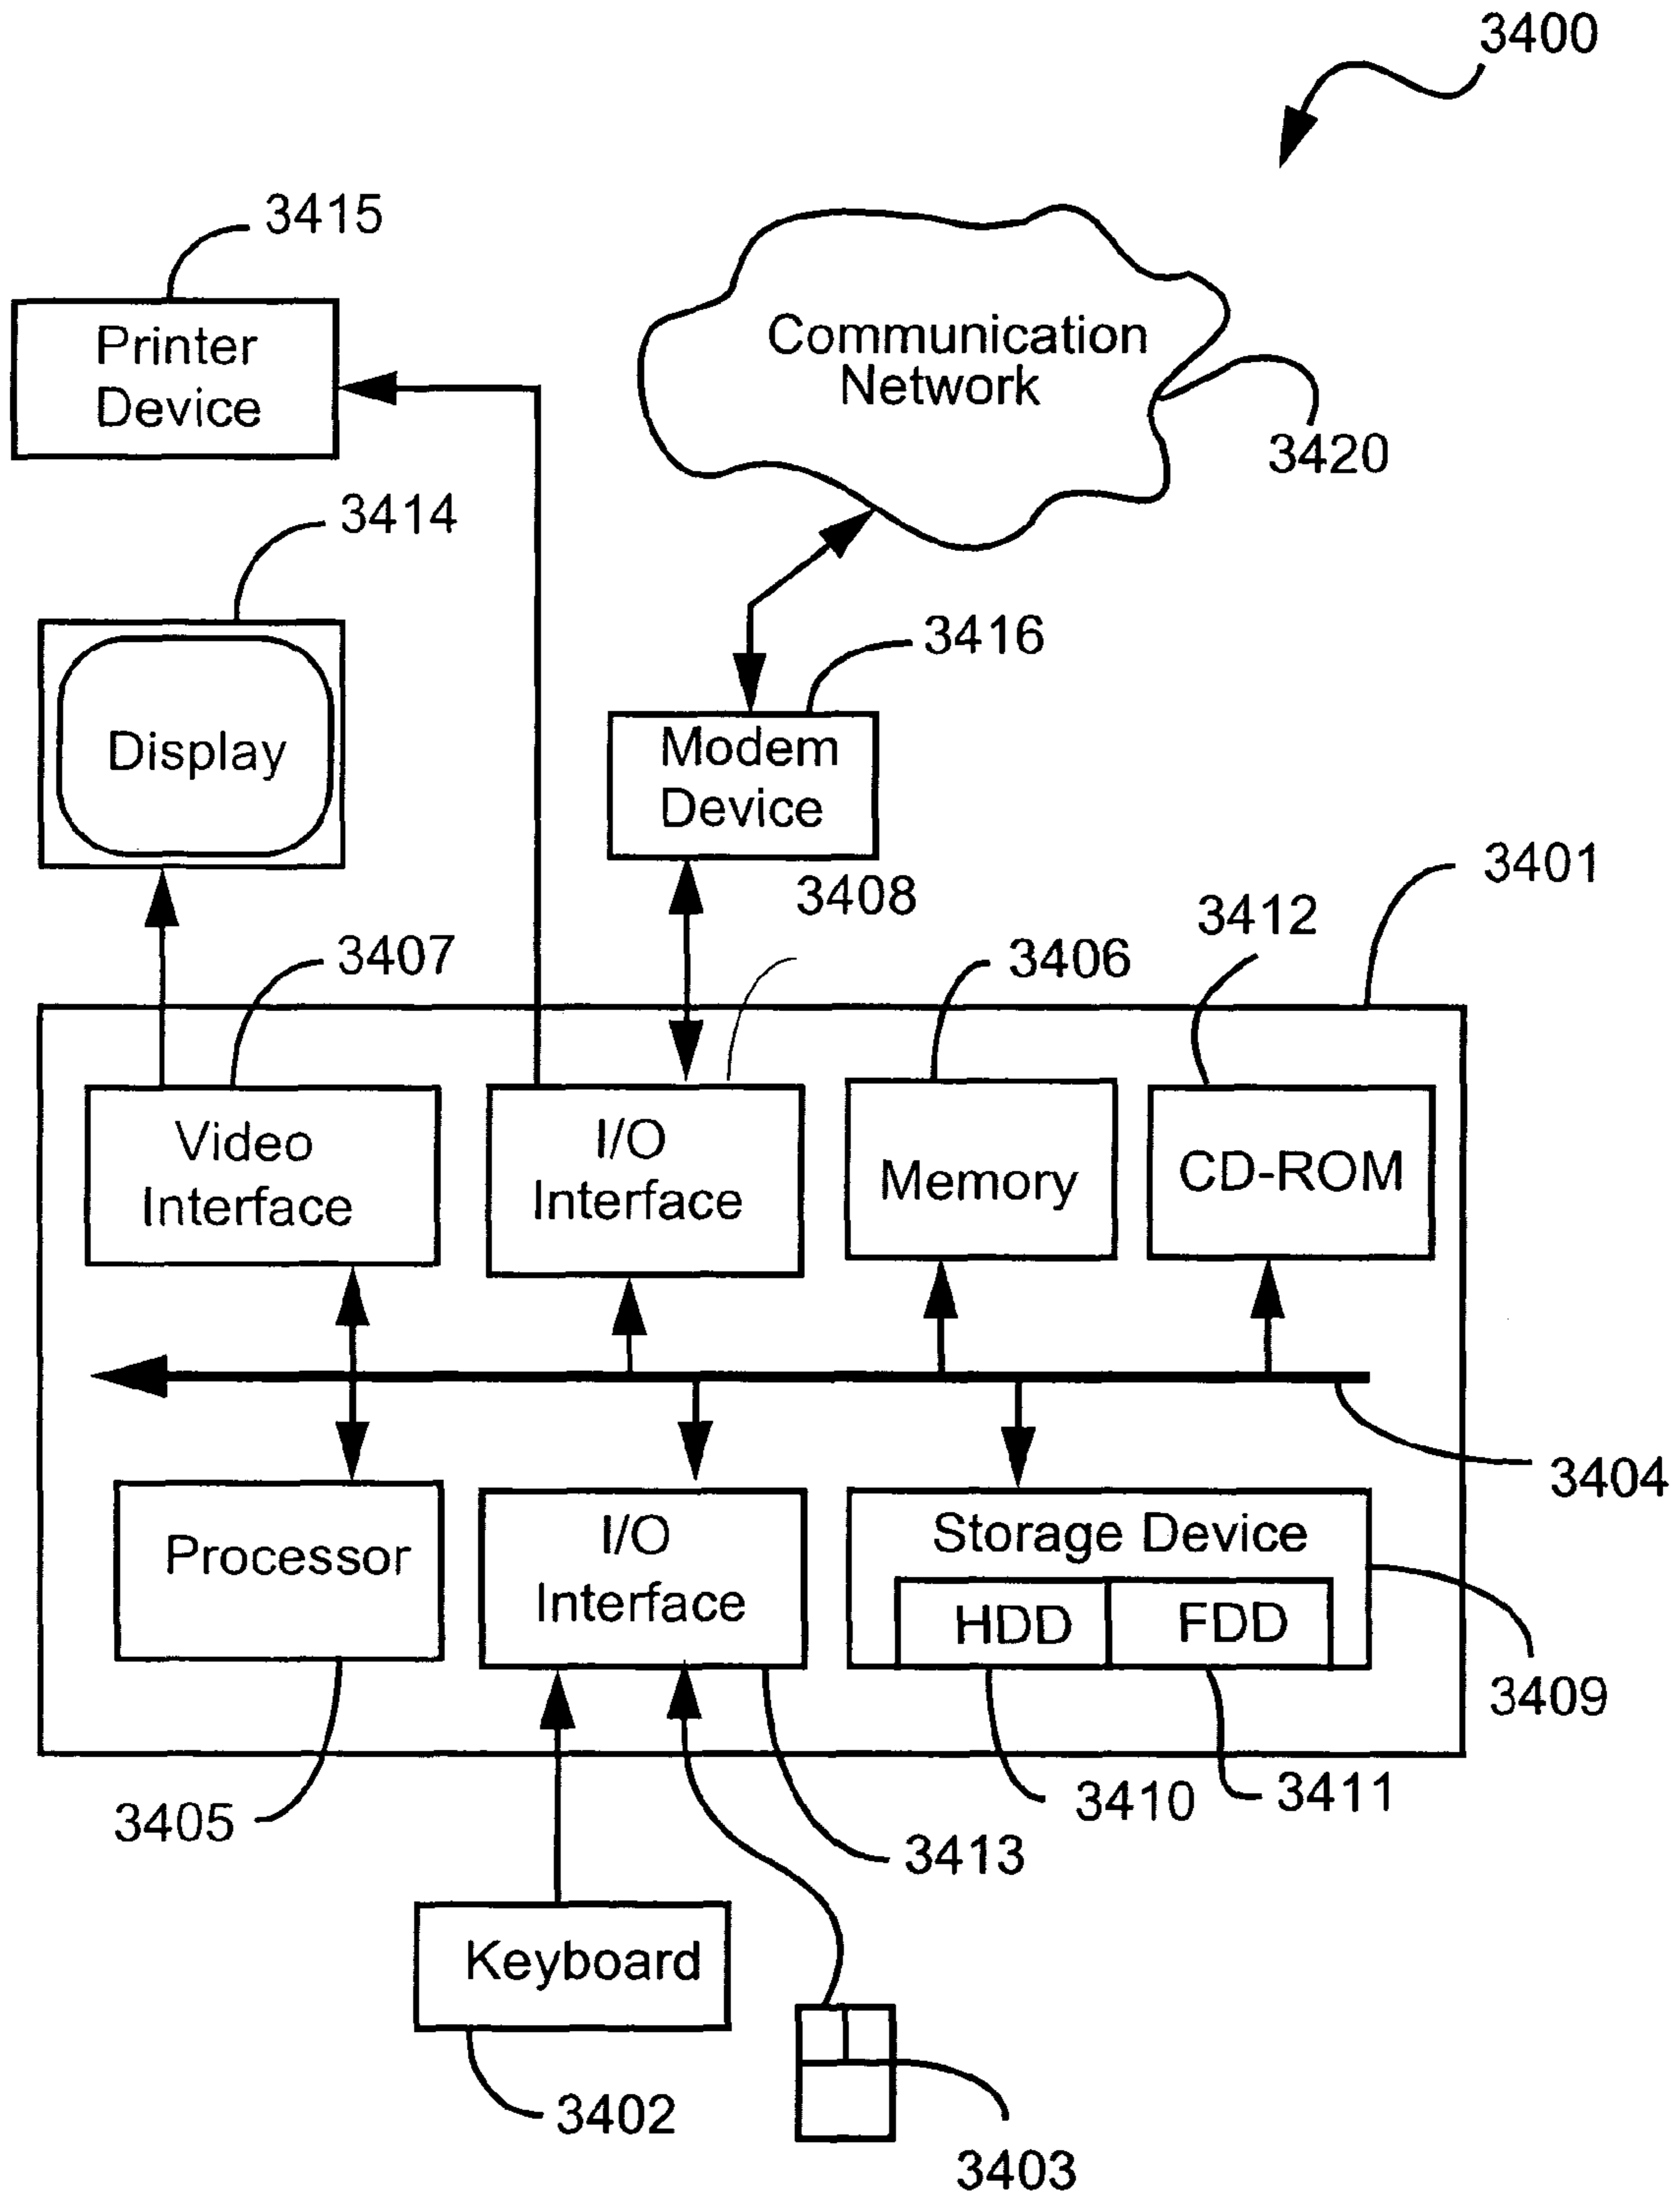 3400
3415
Printer
Device
Communication
Network
3420
3414
3416
Display
Modem
Device
3408
3401
3412
3407
3406
Video
Interface
I/O
Interface
Memory
CD-ROM
3404
Processor
I/O
Interface
Storage Device
HDD
FDD
3409
3405
3410
3411
3413
Keyboard
3402
3403